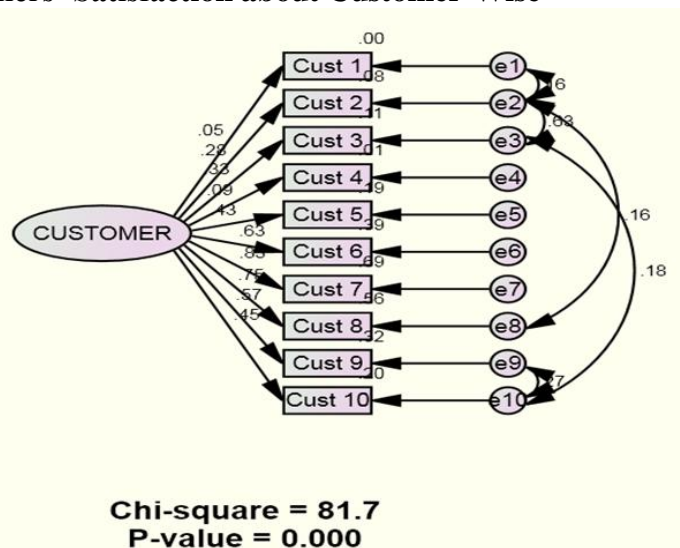 Satisfaction about Customer Wise
.00
Cust 1
e1
.08
Cust 2
e2
.11
.63
Cust 3
e3
.01
.05
.28
.33
.09
.43
.63
.83
.75
.57
.45
Cust 4
e4
.19
Cust 5
e5
.16
CUSTOMER
.39
Cust 6
e6
.69
.18
Cust 7
e7
.56
Cust 8
e8
.32
Cust 9
e9
.20
.27
Cust 10
e10
Chi-square = 81.7
P-value = 0.000